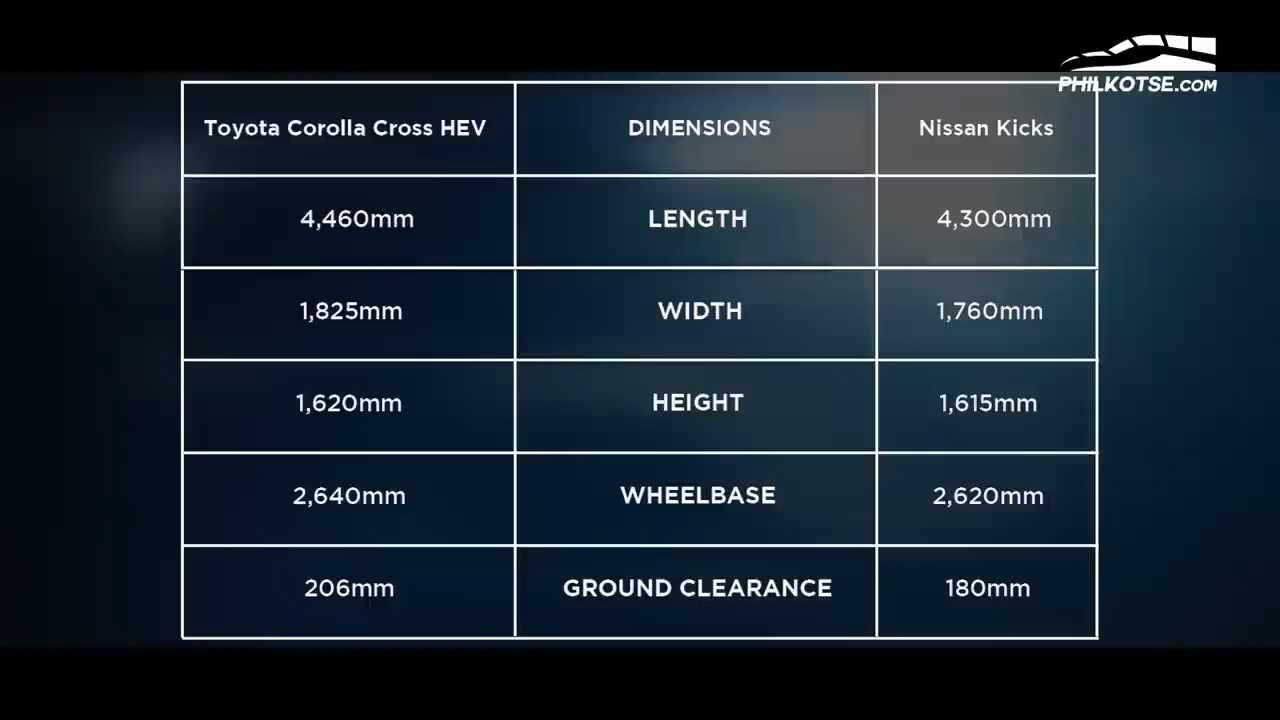 PHILKOTSE.COM
Toyota Corolla Cross HEV DIMENSIONS Nissan Kicks
4,460mm LENGTH 4,300mm
1,825mm WIDTH 1,760mm
1,620mm HEIGHT 1,615mm
2,640mm WHEELBASE 2,620mm
206mm GROUND CLEARANCE 180mm